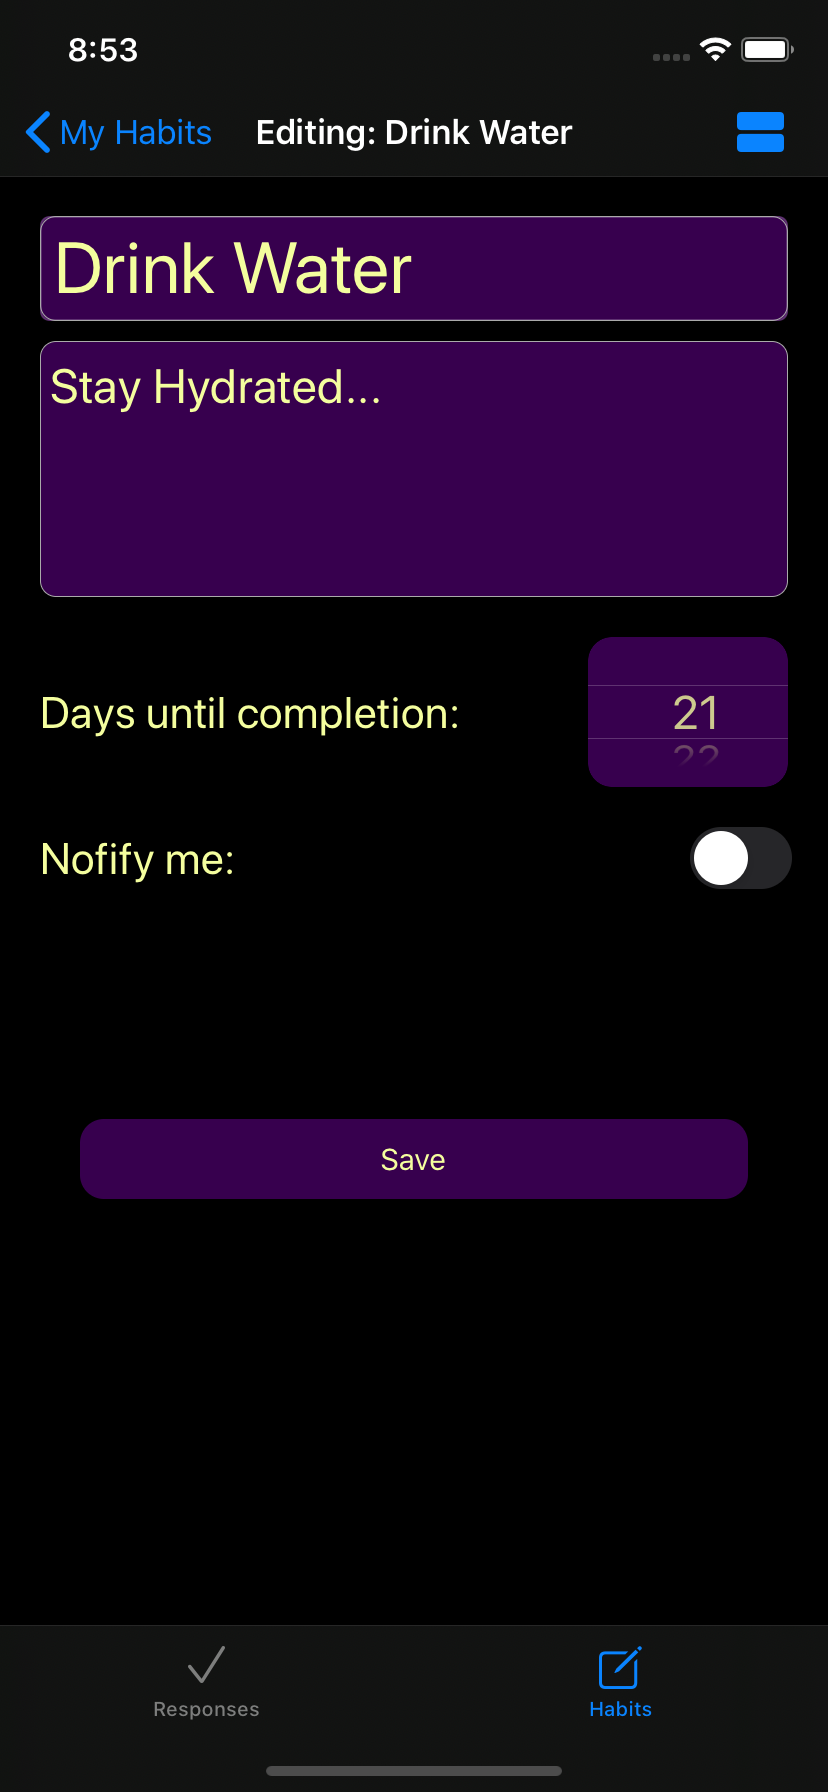 8:53
My Habits Editing: Drink Water
Drink Water
Stay Hydrated...
Days until completion:
21
22
Nofify me:
Save
Responses Habits